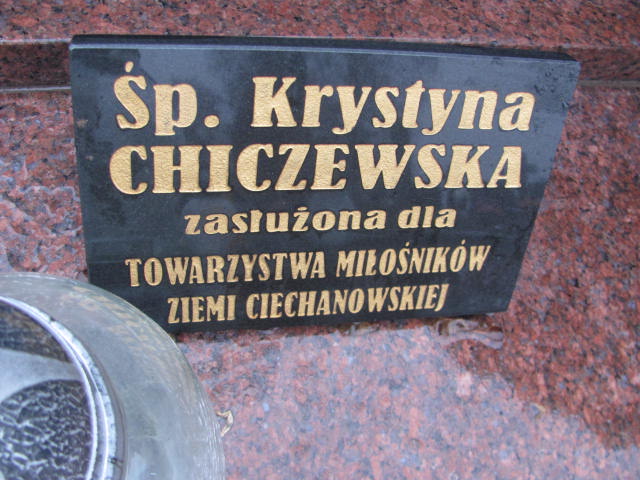 Śp. Krystyna
CHICZEWSKA
zasłużona dla
TOWARZYSTWA MIŁOŚNIKÓW
ZIEMI CIECHANOWSKIEJ